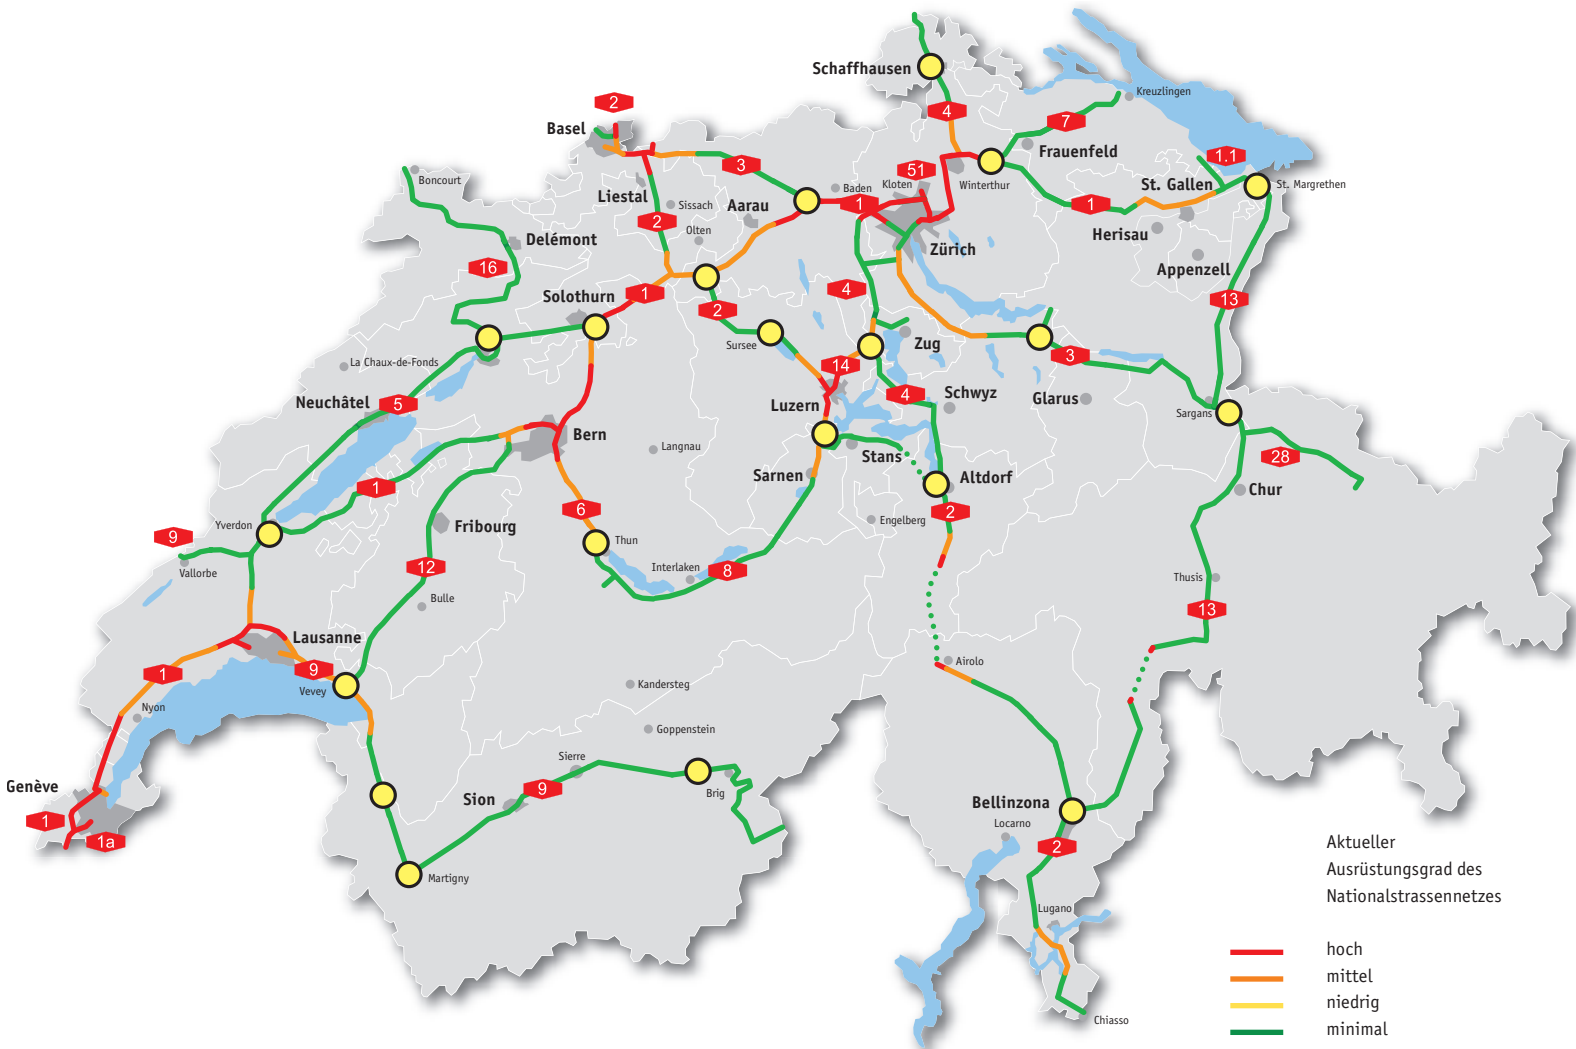 Schaffhausen
2
Basel
4
7
Kreuzlingen
Frauenfeld
3
51
1.1
Boncourt
Liestal
Baden
Kloten
Winterthur
St. Gallen
St. Margrethen
Sissach
Aarau
1
1
2
Olten
Herisau
Delémont
Zürich
Appenzell
16
Solothurn
1
4
13
2
Sursee
Zug
La Chaux-de-Fonds
14
3
Neuchâtel
5
Luzern
4
Schwyz
Glarus
Sargans
Bern
Langnau
Stans
28
1
Sarnen
Altdorf
Chur
Yverdon
Fribourg
6
Engelberg
2
9
Thun
Vallorbe
12
Interlaken
8
Thusis
Bulle
13
Lausanne
1
9
Airolo
Vevey
Kandersteg
Nyon
Goppenstein
Sierre
Genève
Sion
9
Brig
Bellinzona
1
1a
Locarno
2
Martigny
Lugano
Chiasso
Aktueller
Ausrüstungsgrad des
Nationalstrassennetzes
hoch
mittel
niedrig
minimal